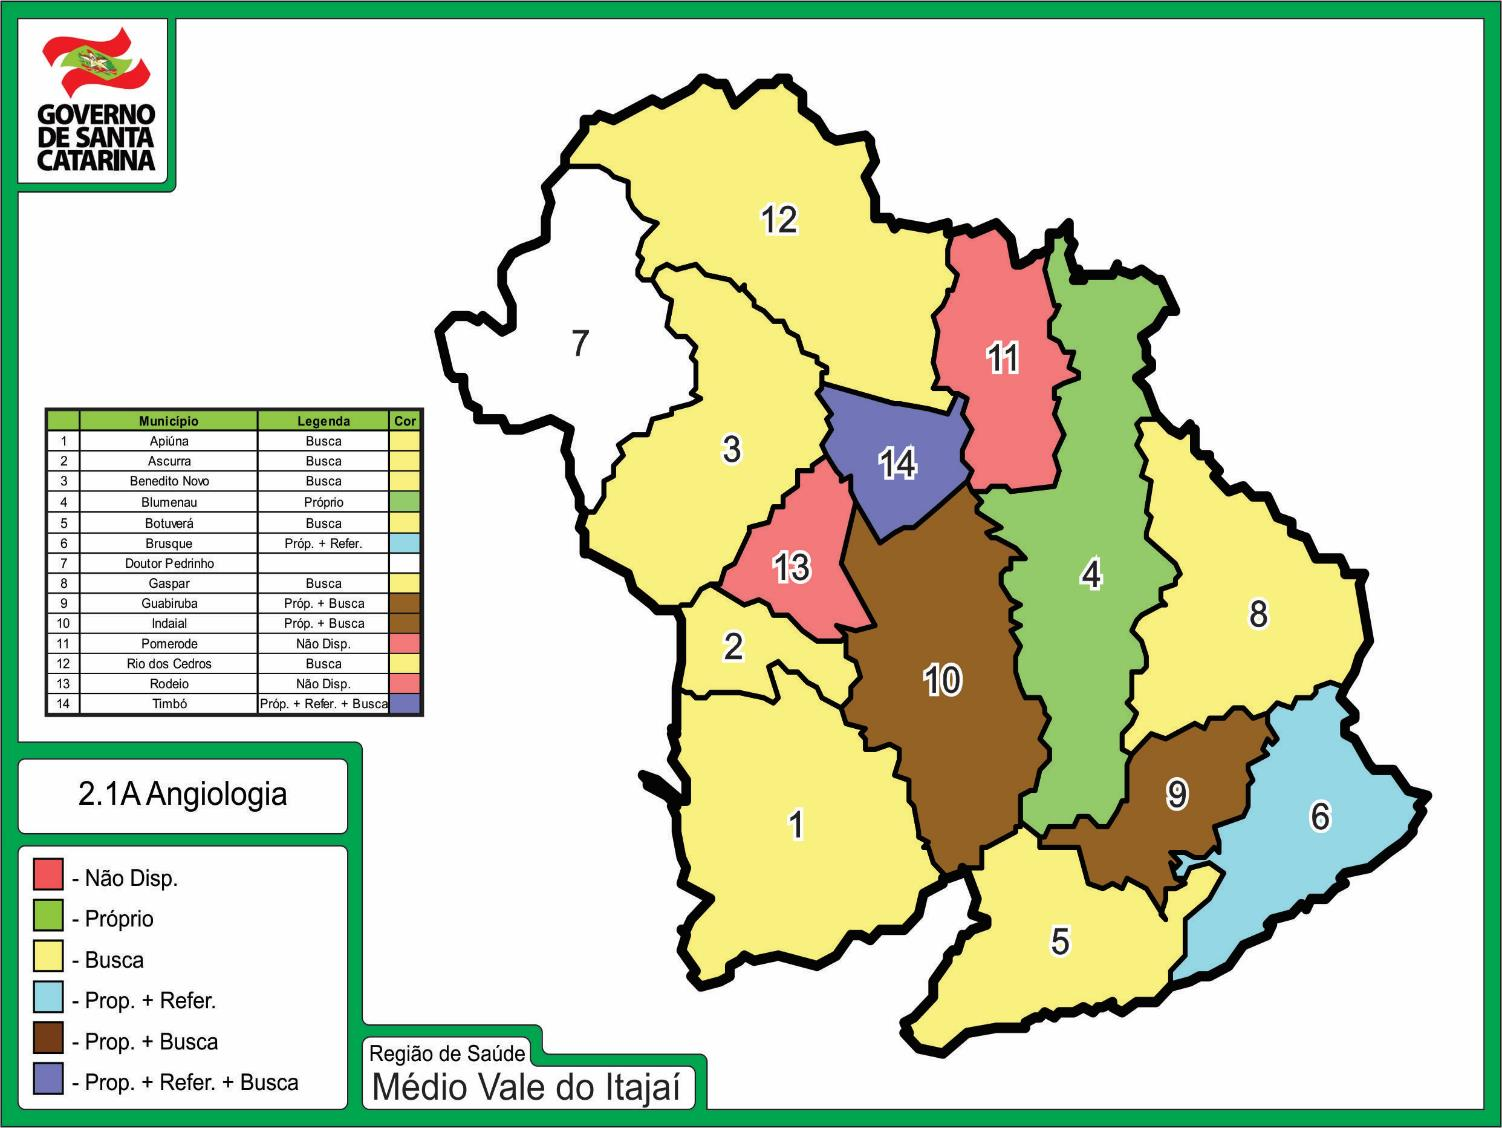 GOVERNO
DE SANTA
CATARINA
12
11
7
3
14
13
4
8
2
10
9
6
1
5
Município Legenda Cor
1 Apiúna Busca
2 Ascurra Busca
3 Benedito Novo Busca
4 Blumenau Próprio
5 Botuverá Busca
6 Brusque Próp. + Refer.
7 Doutor Pedrinho
8 Gaspar Busca
9 Guabiruba Próp. + Busca
10 Indaial Próp. + Busca
11 Pomerode Não Disp.
12 Rio dos Cedros Busca
13 Rodeio Não Disp.
14 Timbó Próp. + Refer. + Busca
2.1A Angiologia
- Não Disp.
- Próprio
- Busca
- Prop. + Refer.
- Prop. + Busca
- Prop. + Refer. + Busca
Região de Saúde
Médio Vale do Itajaí